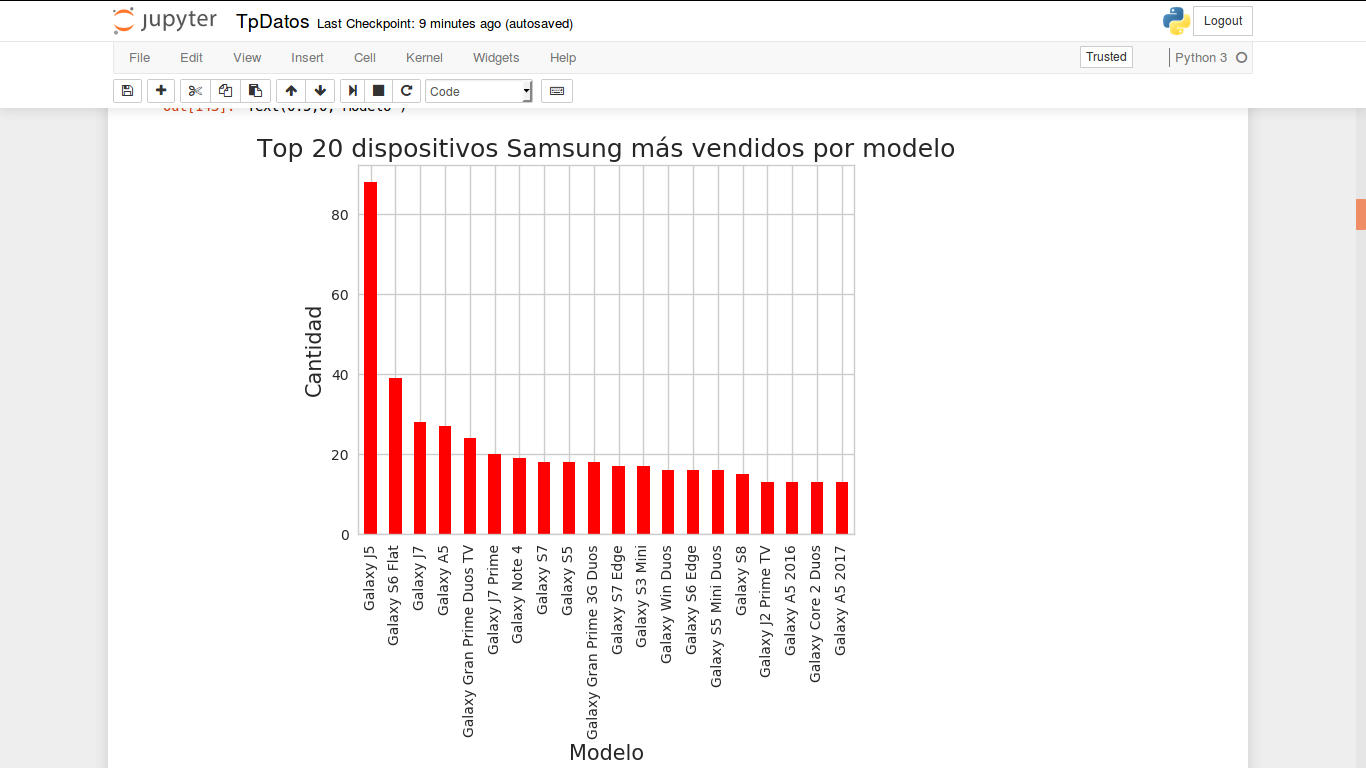 jupyter TpDatos Last Checkpoint: 9 minutes ago (autosaved) Logout
File Edit View Insert Cell Kernel Widgets Help Trusted Python 3
Code
Top 20 dispositivos Samsung más vendidos por modelo
Cantidad
80
60
40
20
0
Galaxy J5
Galaxy S6 Flat
Galaxy J7
Galaxy A5
Galaxy Gran Prime Duos TV
Galaxy J7 Prime
Galaxy Note 4
Galaxy S7
Galaxy S5
Galaxy Gran Prime 3G Duos
Galaxy S7 Edge
Galaxy S3 Mini
Galaxy Win Duos
Galaxy S6 Edge
Galaxy S5 Mini Duos
Galaxy S8
Galaxy J2 Prime TV
Galaxy A5 2016
Galaxy Core 2 Duos
Galaxy A5 2017
Modelo